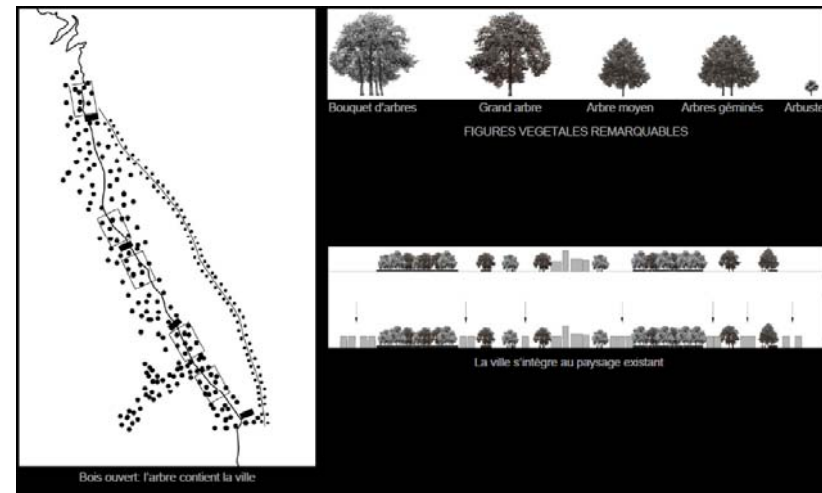 Bouquet d'arbres
Grand arbre
Arbre moyen
Arbres géminés
Arbuste
FIGURES VEGETALES REMARQUABLES
La ville s'intègre au paysage existant
Bois ouvert: l'arbre contient la ville